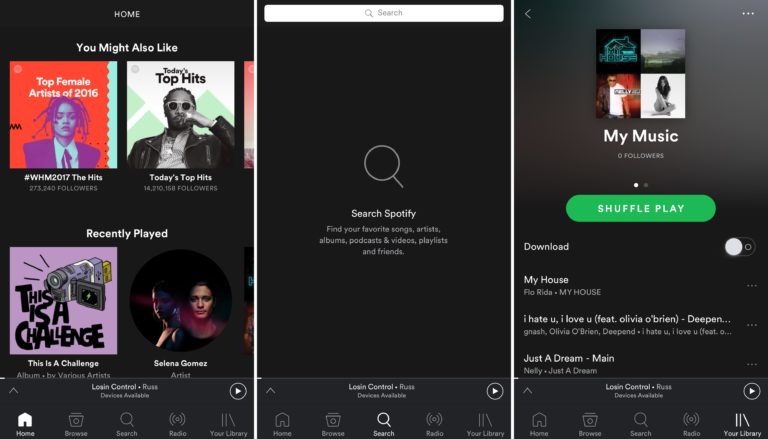 HOME
You Might Also Like
Top Female
Artists of 2016
#WHM2017 The Hits
273,240 FOLLOWERS
Today's
Top Hits
Today's Top Hits
14,210,158 FOLLOWERS
Recently Played
THIS
IS A
CHALLENGE
This Is A Challenge
Album • by Various Artists
Selena Gomez
Artist
Losin Control • Russ
Devices Available
Home
Browse
Search
Radio
Your Library
Search
Search Spotify
Find your favorite songs, artists,
albums, podcasts & videos, playlists
and friends.
Losin Control • Russ
Devices Available
Home
Browse
Search
Radio
Your Library
MY
HOUSE
NELLY
My Music
0 FOLLOWERS
SHUFFLE PLAY
Download
My House
Flo Rida • MY HOUSE
i hate u, i love u (feat. olivia o'brien) - Deepen...
gnash, Olivia O'Brien, Deepend • i hate u, i love u (feat. o...
Just A Dream - Main
Nelly • Just A Dream
Losin Control • Russ
Devices Available
Home
Browse
Search
Radio
Your Library